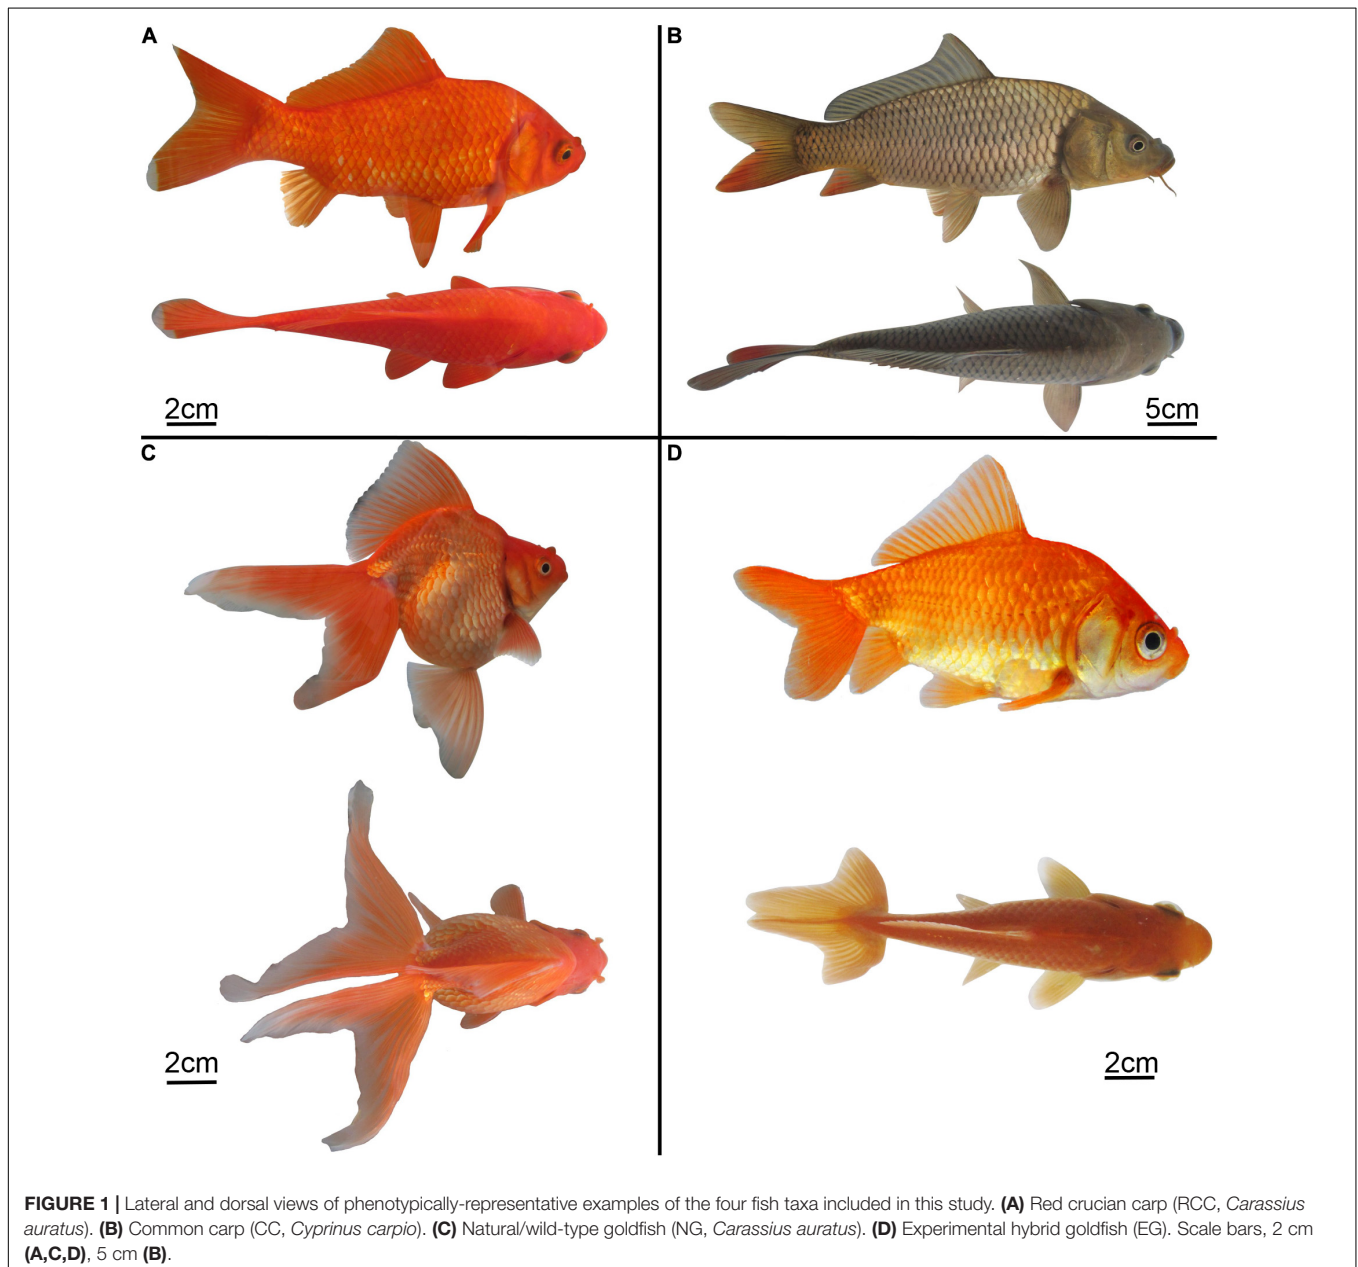 A
B
2cm
5cm
C
D
2cm
2cm
FIGURE 1 | Lateral and dorsal views of phenotypically-representative examples of the four fish taxa included in this study. (A) Red crucian carp (RCC, Carassius
auratus). (B) Common carp (CC, Cyprinus carpio). (C) Natural/wild-type goldfish (NG, Carassius auratus). (D) Experimental hybrid goldfish (EG). Scale bars, 2 cm
(A,C,D), 5 cm (B).